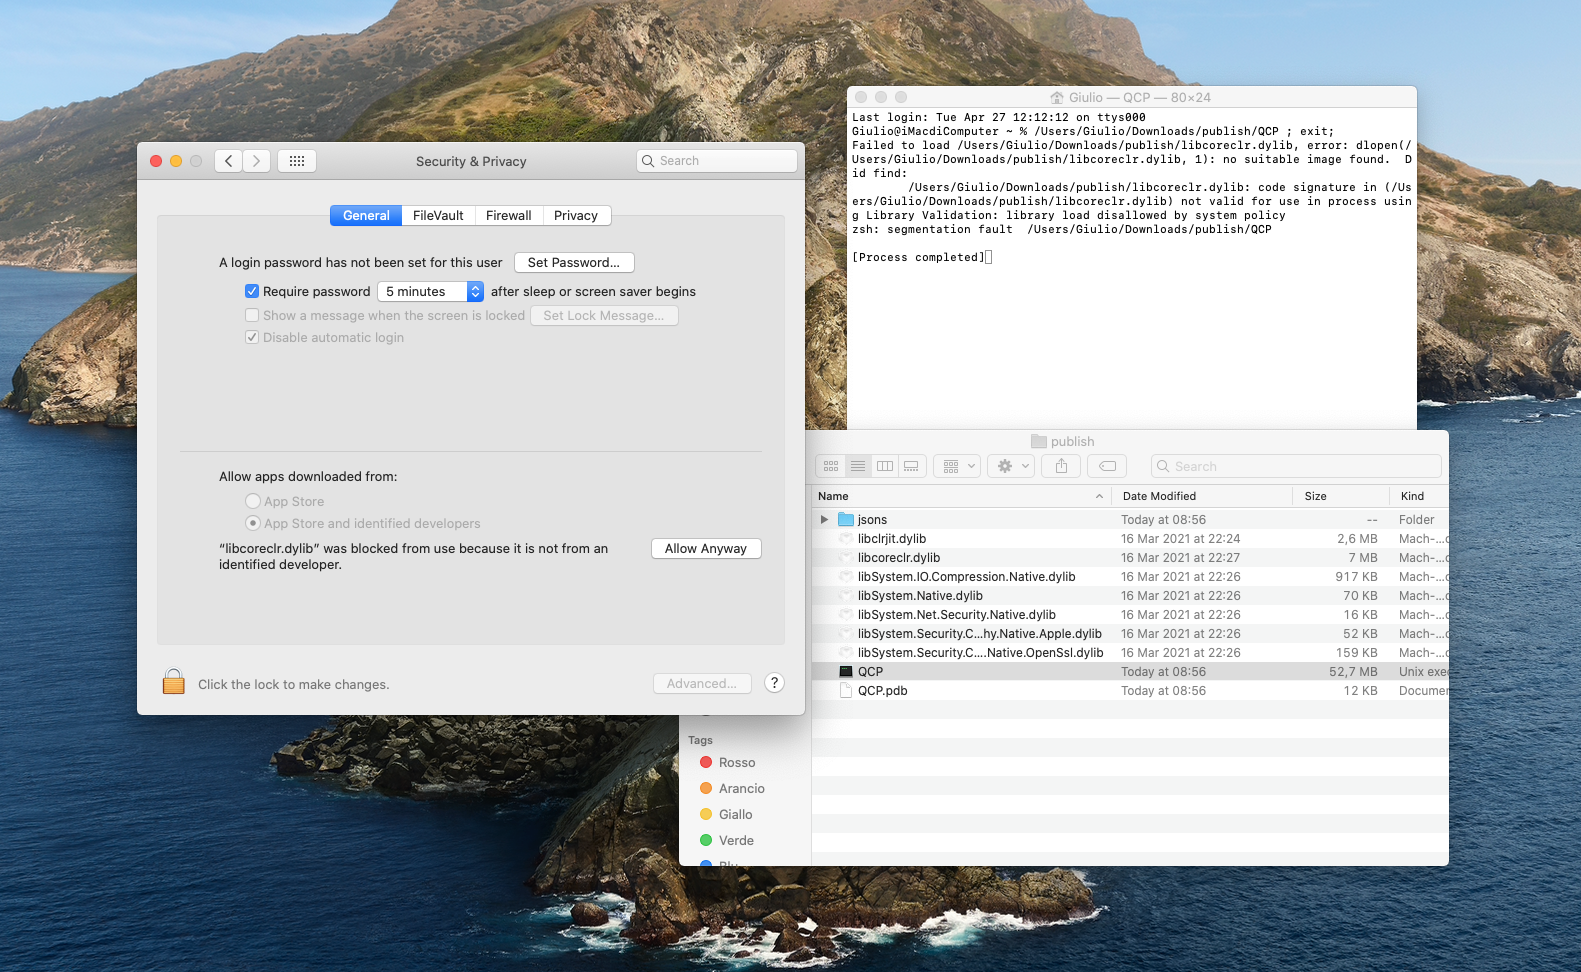 Giulio — QCP — 80×24
Last login: Tue Apr 27 12:12:12 on ttys000
Giulio@iMacdiComputer ~ % /Users/Giulio/Downloads/publish/QCP ; exit;
Failed to load /Users/Giulio/Downloads/publish/libcoreclr.dylib, error: dlopen(/
Users/Giulio/Downloads/publish/libcoreclr.dylib, 1): no suitable image found.  D
id find:
/Users/Giulio/Downloads/publish/libcoreclr.dylib: code signature in (/Us
ers/Giulio/Downloads/publish/libcoreclr.dylib) not valid for use in process usin
g Library Validation: library load disallowed by system policy
zsh: segmentation fault  /Users/Giulio/Downloads/publish/QCP
[Process completed]
Security & Privacy
Search
General FileVault Firewall Privacy
A login password has not been set for this user Set Password...
Require password 5 minutes after sleep or screen saver begins
Show a message when the screen is locked Set Lock Message...
Disable automatic login
Allow apps downloaded from:
App Store
App Store and identified developers
“libcoreclr.dylib” was blocked from use because it is not from an
identified developer.
Allow Anyway
Click the lock to make changes.
Advanced...
?
publish
Search
Name Date Modified Size Kind
jsons Today at 08:56 -- Folder
libclrjit.dylib 16 Mar 2021 at 22:24 2,6 MB Mach-...
libcoreclr.dylib 16 Mar 2021 at 22:27 7 MB Mach-...
libSystem.IO.Compression.Native.dylib 16 Mar 2021 at 22:26 917 KB Mach-...
libSystem.Native.dylib 16 Mar 2021 at 22:26 70 KB Mach-...
libSystem.Net.Security.Native.dylib 16 Mar 2021 at 22:26 16 KB Mach-...
libSystem.Security.C...hy.Native.Apple.dylib 16 Mar 2021 at 22:26 52 KB Mach-...
libSystem.Security.C....Native.OpenSsl.dylib 16 Mar 2021 at 22:26 159 KB Mach-...
QCP Today at 08:56 52,7 MB Unix exe
QCP.pdb Today at 08:56 12 KB Documen
Tags
Rosso
Arancio
Giallo
Verde